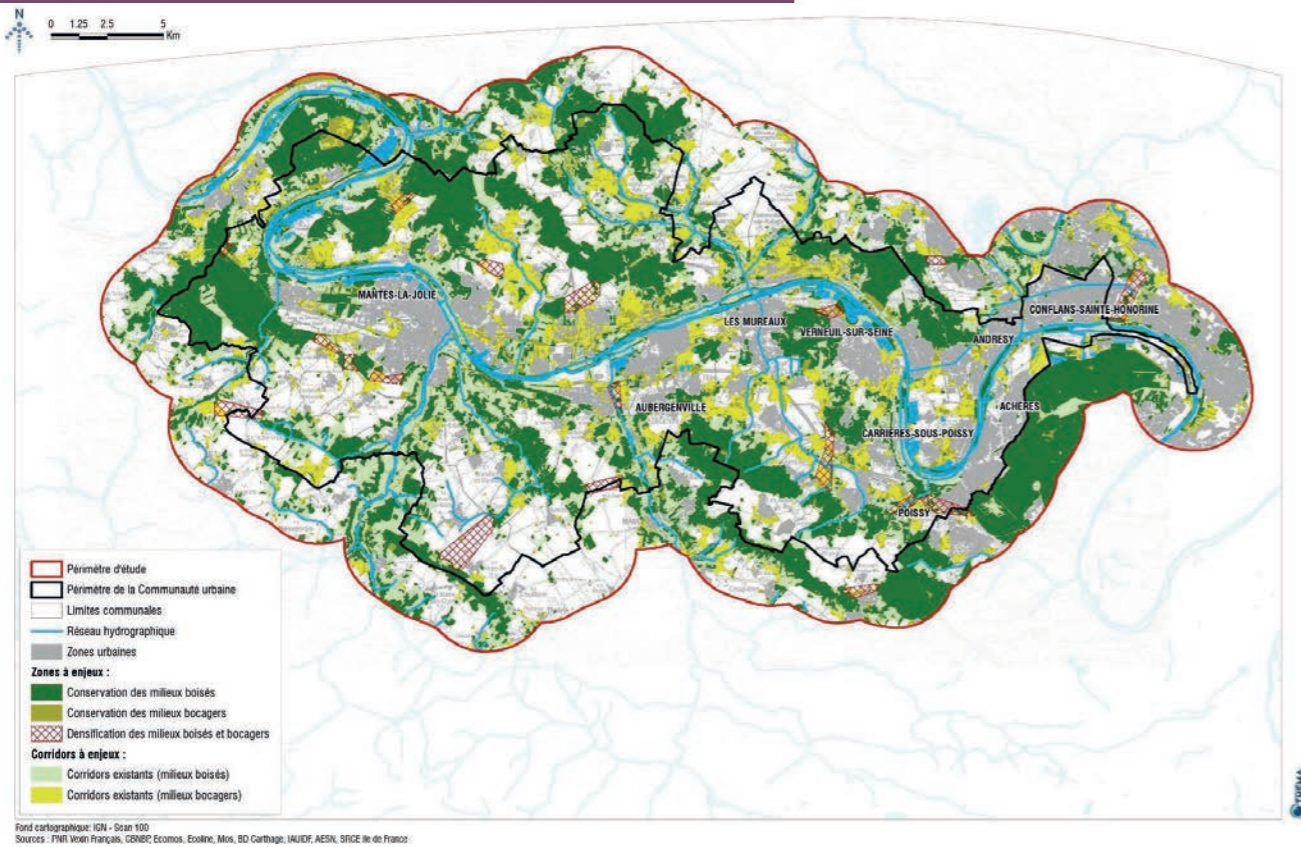 N
0 1.25 2.5 5
Km
MANTES-LA-JOLIE
LES MUREAUX
VERNEUIL-SUR-SEINE
CONFLANS-SAINTE-HONORINE
ANDRESY
AUBERGENVILLE
ACHERES
CARRIERES-SOUS-POISSY
POISSY
Périmètre d'étude
Périmètre de la Communauté urbaine
Limites communales
Réseau hydrographique
Zones urbaines
Zones à enjeux :
Conservation des milieux boisés
Conservation des milieux bocagers
Densification des milieux boisés et bocagers
Corridors à enjeux :
Corridors existants (milieux boisés)
Corridors existants (milieux bocagers)
THEMA
Fond cartographique: IGN - Scan 100
Sources : PNR Vexin Français, CBNBP, Ecomos, Ecoline, Mos, BD Carthage, IAUIDF, AESN, SRCE Ile de France